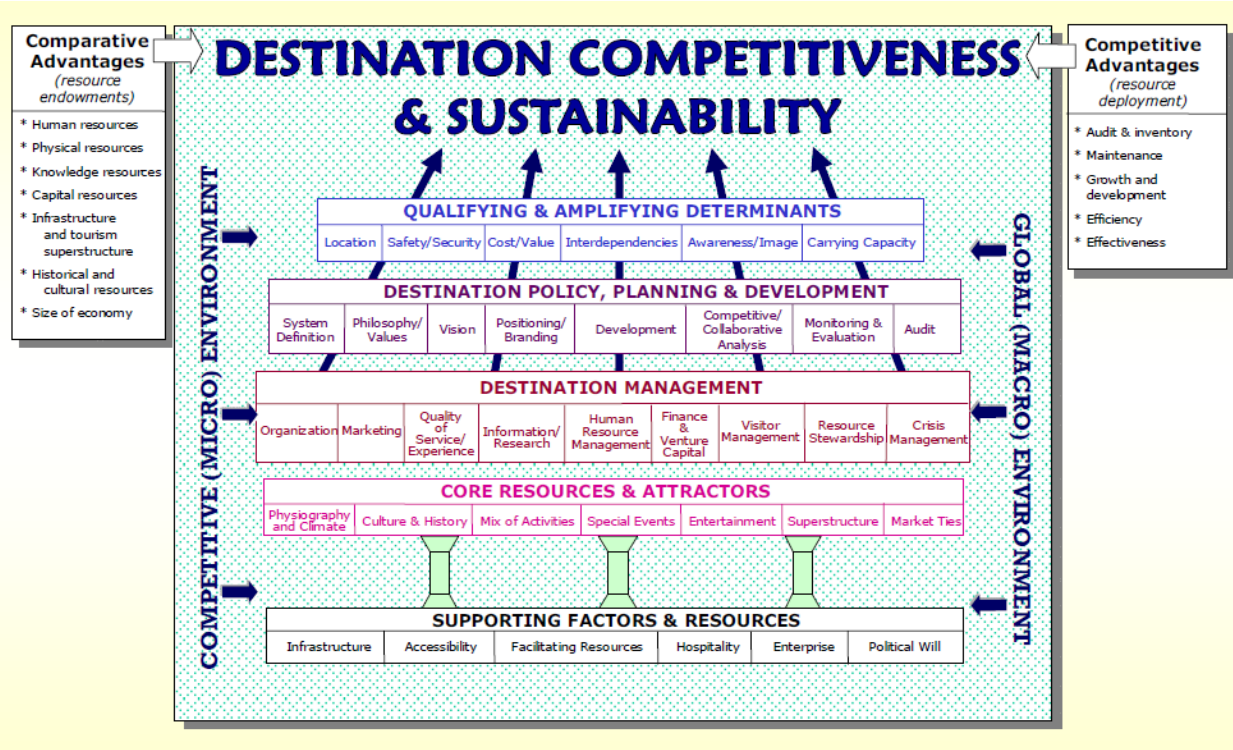 Comparative
Advantages
(resource
endowments)
* Human resources
* Physical resources
* Knowledge resources
* Capital resources
* Infrastructure
and tourism
superstructure
* Historical and
cultural resources
* Size of economy
DESTINATION COMPETITIVENESS
& SUSTAINABILITY
Competitive
Advantages
(resource
deployment)
* Audit & inventory
* Maintenance
* Growth and
development
* Efficiency
* Effectiveness
COMPETITIVE (MICRO) ENVIRONMENT
GLOBAL (MACRO) ENVIRONMENT
QUALIFYING & AMPLIFYING DETERMINANTS
Location
Safety/Security
Cost/Value
Interdependencies
Awareness/Image
Carrying Capacity
DESTINATION POLICY, PLANNING & DEVELOPMENT
System
Definition
Philosophy/
Values
Vision
Positioning/
Branding
Development
Competitive/
Collaborative
Analysis
Monitoring &
Evaluation
Audit
DESTINATION MANAGEMENT
Organization
Marketing
Quality
of
Service/
Experience
Information/
Research
Human
Resource
Management
Finance
&
Venture
Capital
Visitor
Management
Resource
Stewardship
Crisis
Management
CORE RESOURCES & ATTRACTORS
Physiography
and Climate
Culture & History
Mix of Activities
Special Events
Entertainment
Superstructure
Market Ties
SUPPORTING FACTORS & RESOURCES
Infrastructure
Accessibility
Facilitating Resources
Hospitality
Enterprise
Political Will